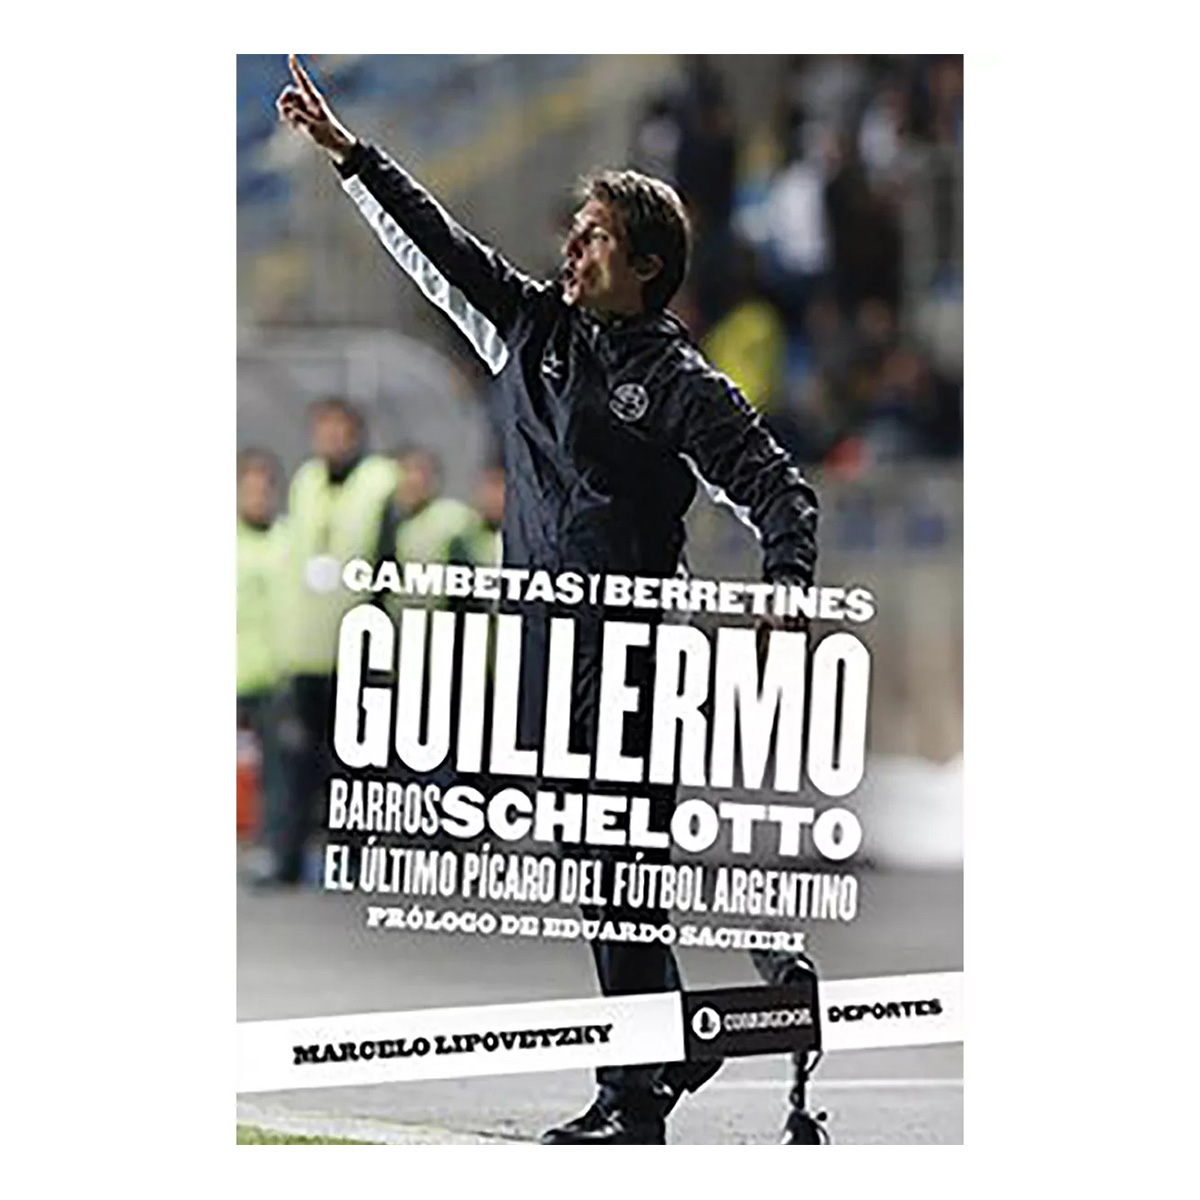 GAMBETAS Y BERRETINES
GUILLERMO
BARROS SCHELOTTO
EL ÚLTIMO PÍCARO DEL FÚTBOL ARGENTINO
PRÓLOGO DE EDUARDO SACHERI
MARCELO LIPOVETZKY
CORREGIDOR DEPORTES